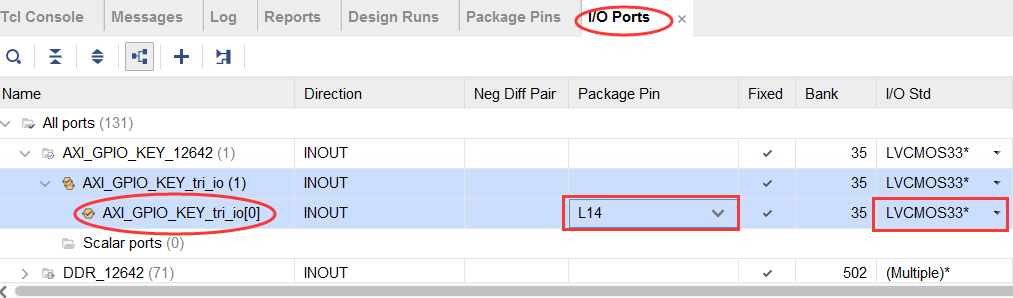 Tcl Console Messages Log Reports Design Runs Package Pins I/O Ports ×
Name Direction Neg Diff Pair Package Pin Fixed Bank I/O Std
All ports (131)
AXI_GPIO_KEY_12642 (1) INOUT 35 LVCMOS33*
AXI_GPIO_KEY_tri_io (1) INOUT 35 LVCMOS33*
AXI_GPIO_KEY_tri_io[0] INOUT L14 35 LVCMOS33*
Scalar ports (0)
DDR_12642 (71) INOUT 502 (Multiple)*